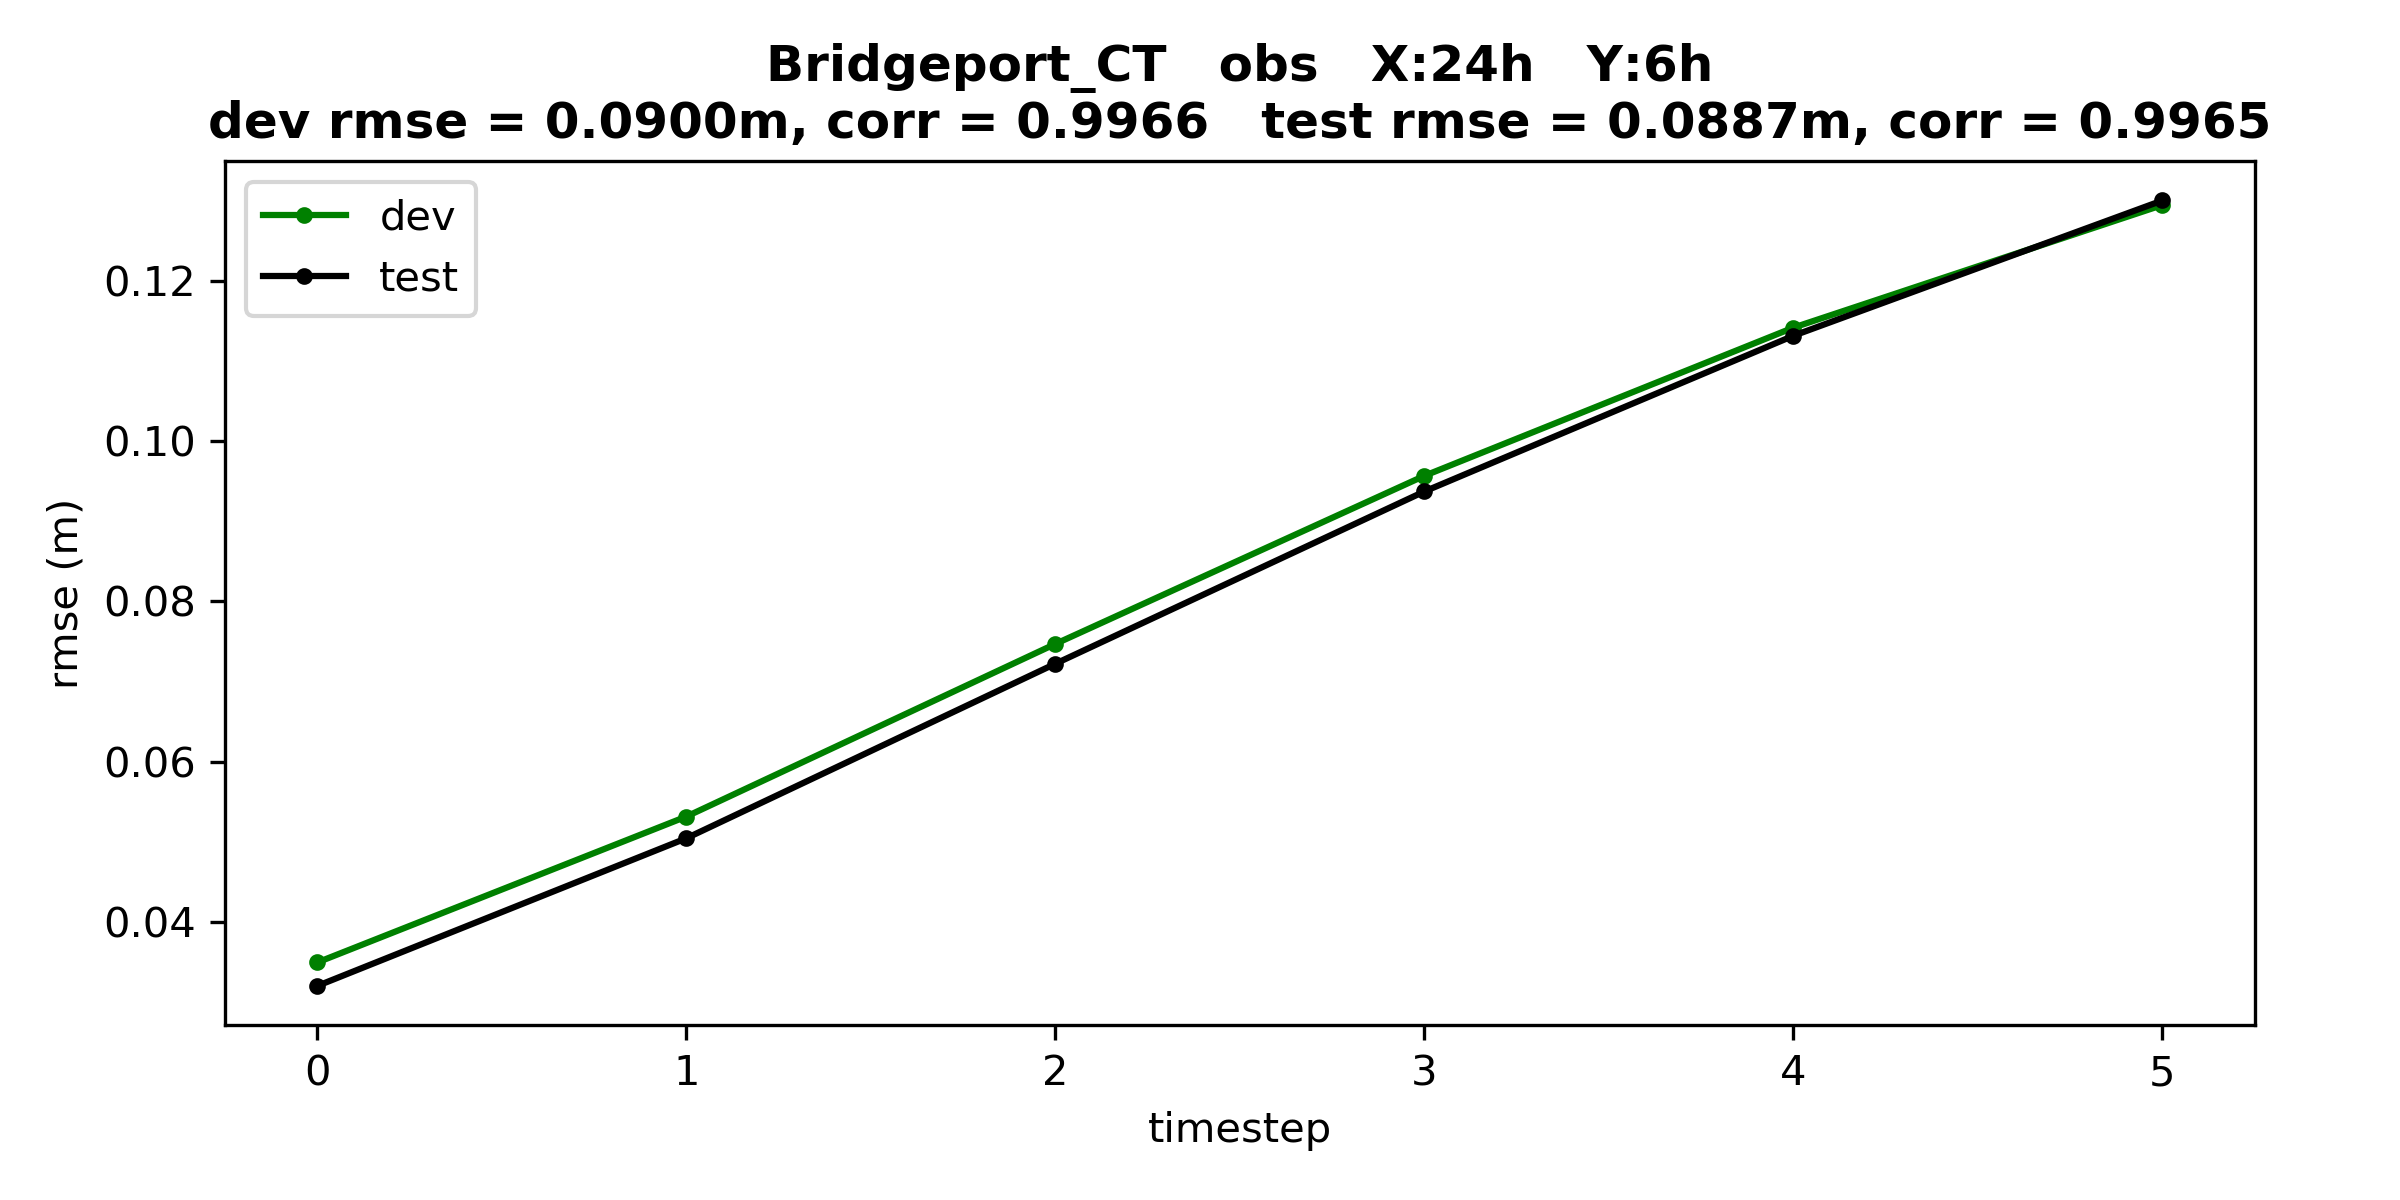 Bridgeport_CT   obs   X:24h   Y:6h
dev rmse = 0.0900m, corr = 0.9966   test rmse = 0.0887m, corr = 0.9965
dev
test
0.12
0.10
0.08
0.06
0.04
rmse (m)
0 1 2 3 4 5
timestep